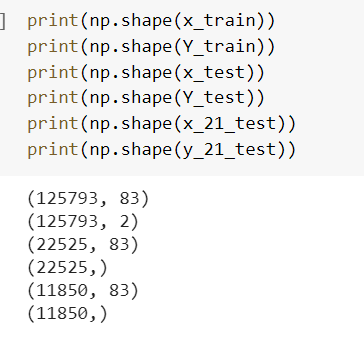 ]
print(np.shape(x_train))
print(np.shape(Y_train))
print(np.shape(x_test))
print(np.shape(Y_test))
print(np.shape(x_21_test))
print(np.shape(y_21_test))
(125793, 83)
(125793, 2)
(22525, 83)
(22525,)
(11850, 83)
(11850,)